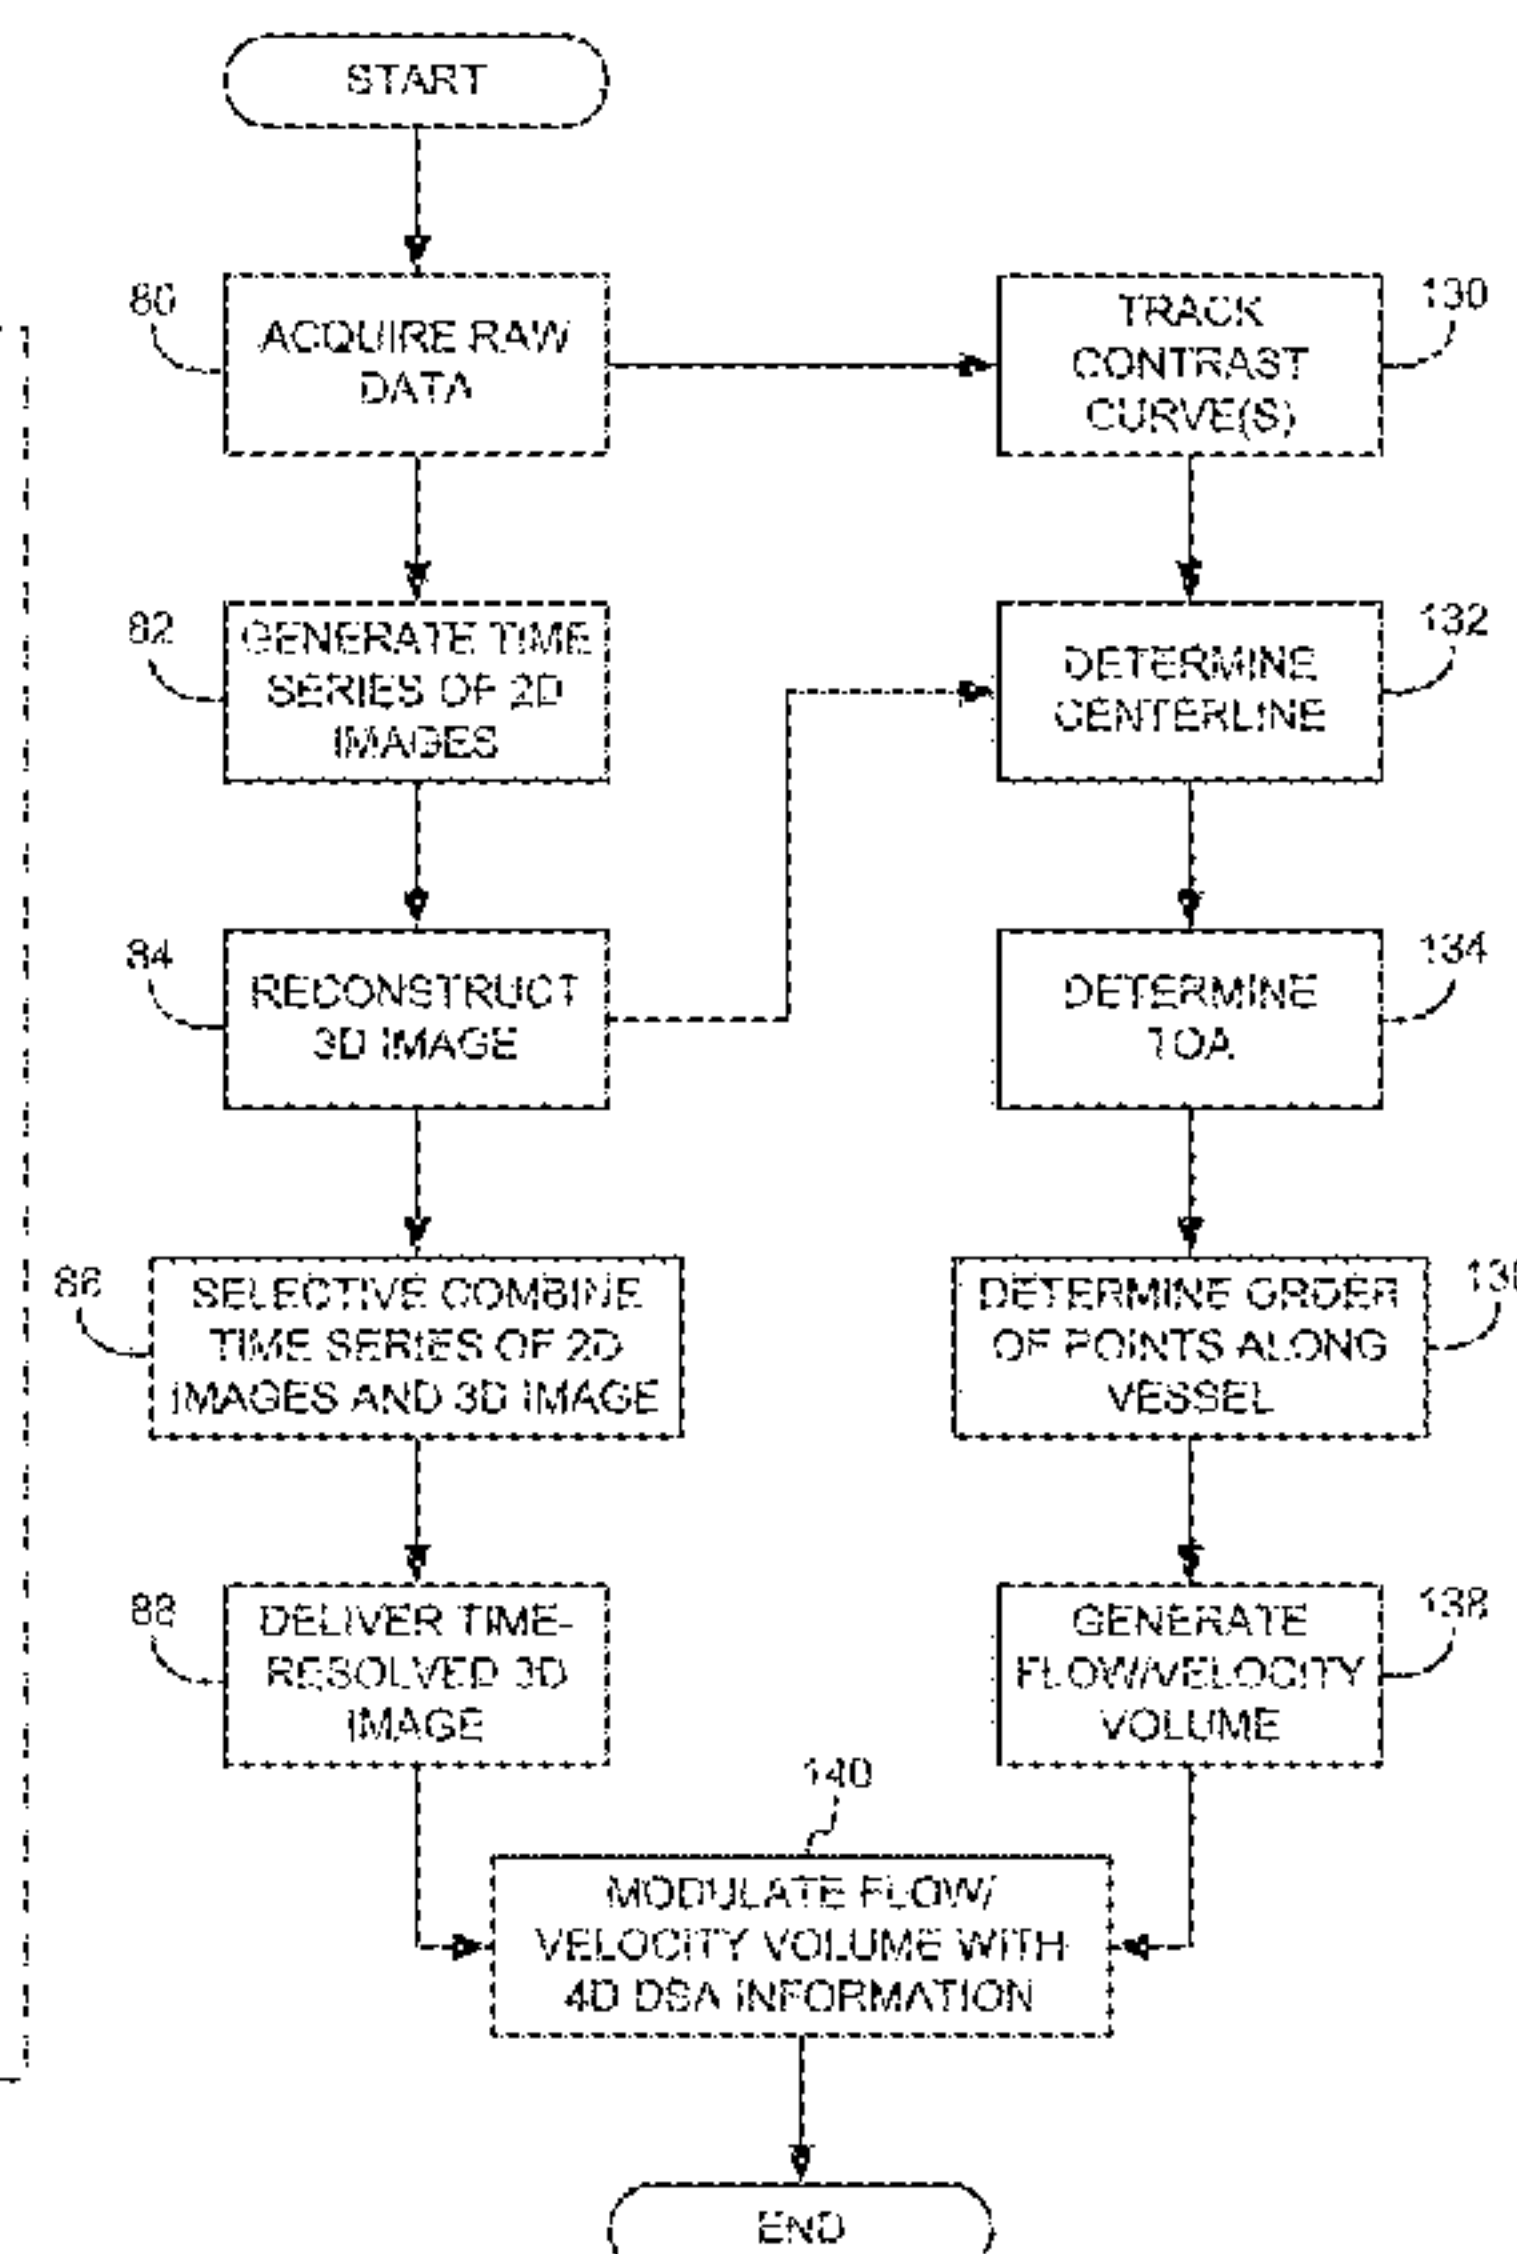 START
80
ACQUIRE RAW
DATA
TRACK
CONTRAST
CURVE(S)
130
82
GENERATE TIME
SERIES OF 2D
IMAGES
DETERMINE
CENTERLINE
132
84
RECONSTRUCT
3D IMAGE
DETERMINE
TOA
134
86
SELECTIVE COMBINE
TIME SERIES OF 2D
IMAGES AND 3D IMAGE
DETERMINE ORDER
OF POINTS ALONG
VESSEL
88
DELIVER TIME-
RESOLVED 3D
IMAGE
GENERATE
FLOW/VELOCITY
VOLUME
138
140
MODULATE FLOW/
VELOCITY VOLUME WITH
4D DSA INFORMATION
END